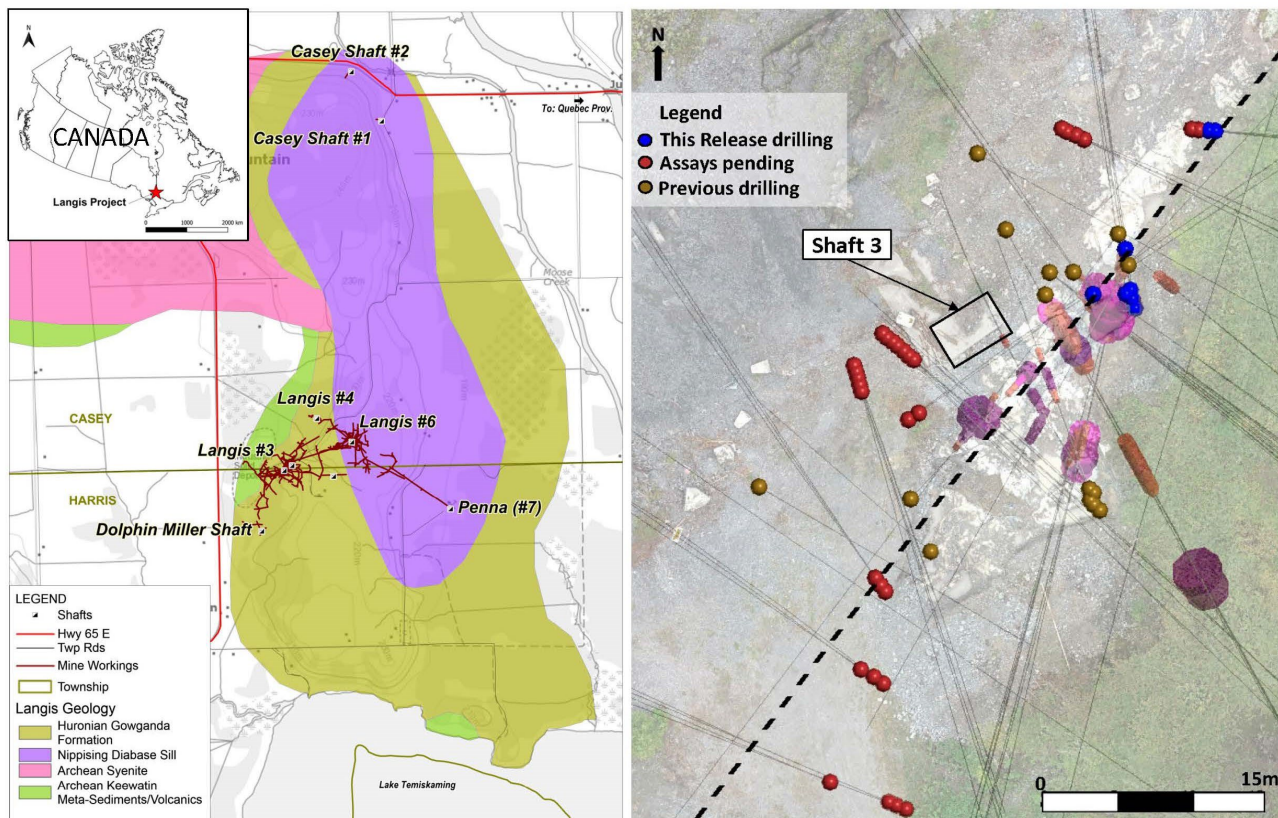 N
CANADA
Langis Project
0 1000 2000 km
Casey Shaft #2
To: Quebec Prov.
Casey Shaft #1
Moose
Creek
Langis #4
CASEY
Langis #6
Langis #3
HARRIS
Penna (#7)
Dolphin Miller Shaft
220m
LEGEND
Shafts
Hwy 65 E
Twp Rds
Mine Workings
Township
Langis Geology
Huronian Gowganda
Formation
Nippising Diabase Sill
Archean Syenite
Archean Keewatin
Meta-Sediments/Volcanics
Lake Temiskaming
N
Legend
This Release drilling
Assays pending
Previous drilling
Shaft 3
0 15m